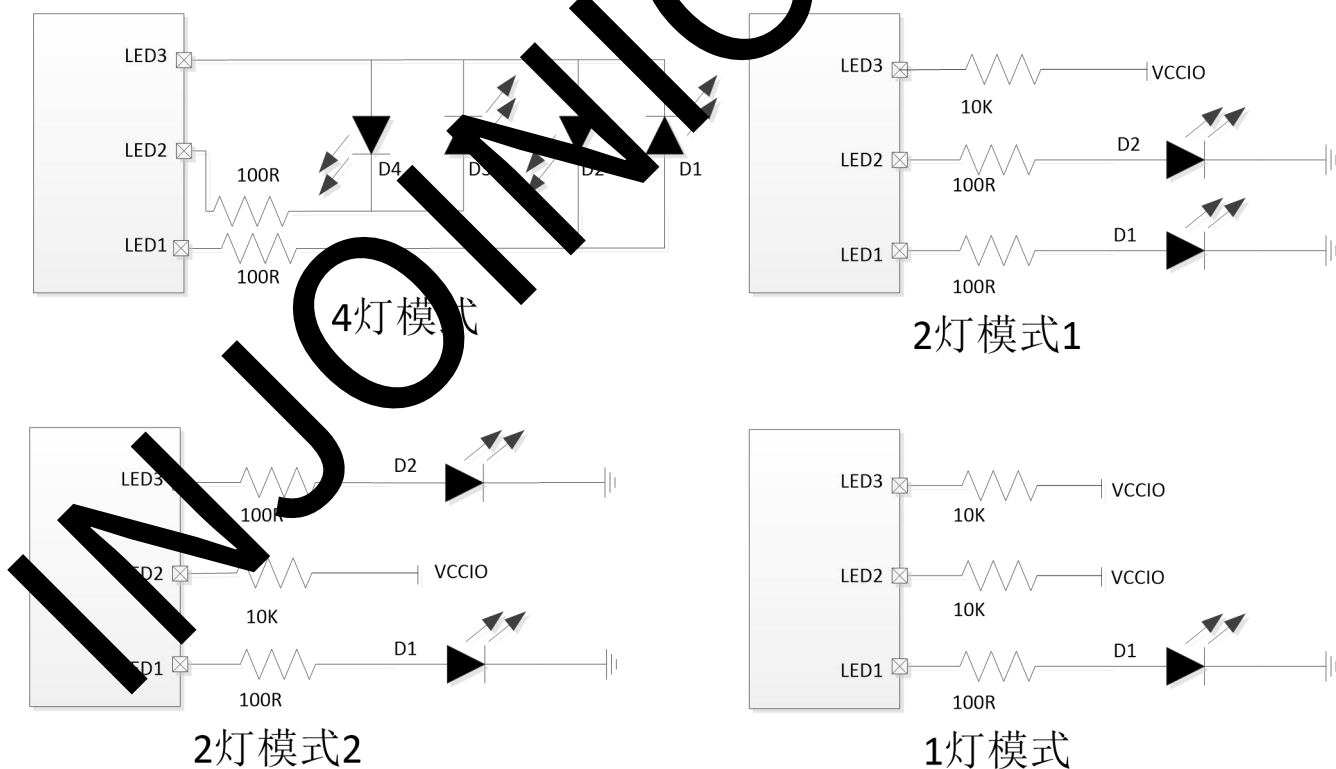 LED3
LED2
LED1
100R
100R
D4
D3
D2
D1
4灯模式
LED3
LED2
LED1
10K
VCCIO
D2
100R
D1
100R
2灯模式1
LED3
LED2
LED1
100R
D2
VCCIO
10K
D1
100R
2灯模式2
LED3
LED2
LED1
10K
VCCIO
10K
VCCIO
D1
100R
1灯模式
INJOINIC